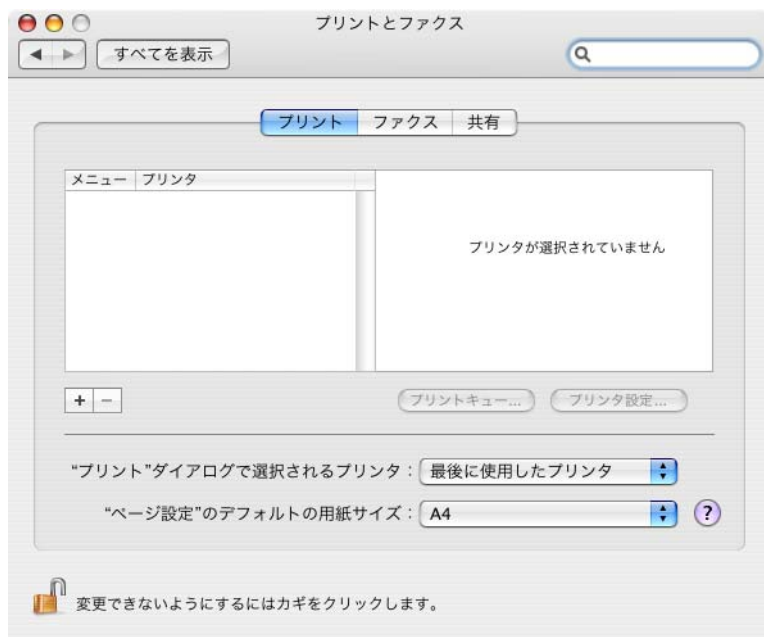 プリントとファクス
すべてを表示
プリント ファクス 共有
メニュー プリンタ
プリンタが選択されていません
+ −
プリントキュー... プリンタ設定...
“プリント”ダイアログで選択されるプリンタ： 最後に使用したプリンタ
“ページ設定”のデフォルトの用紙サイズ： A4 ?
変更できないようにするにはカギをクリックします。